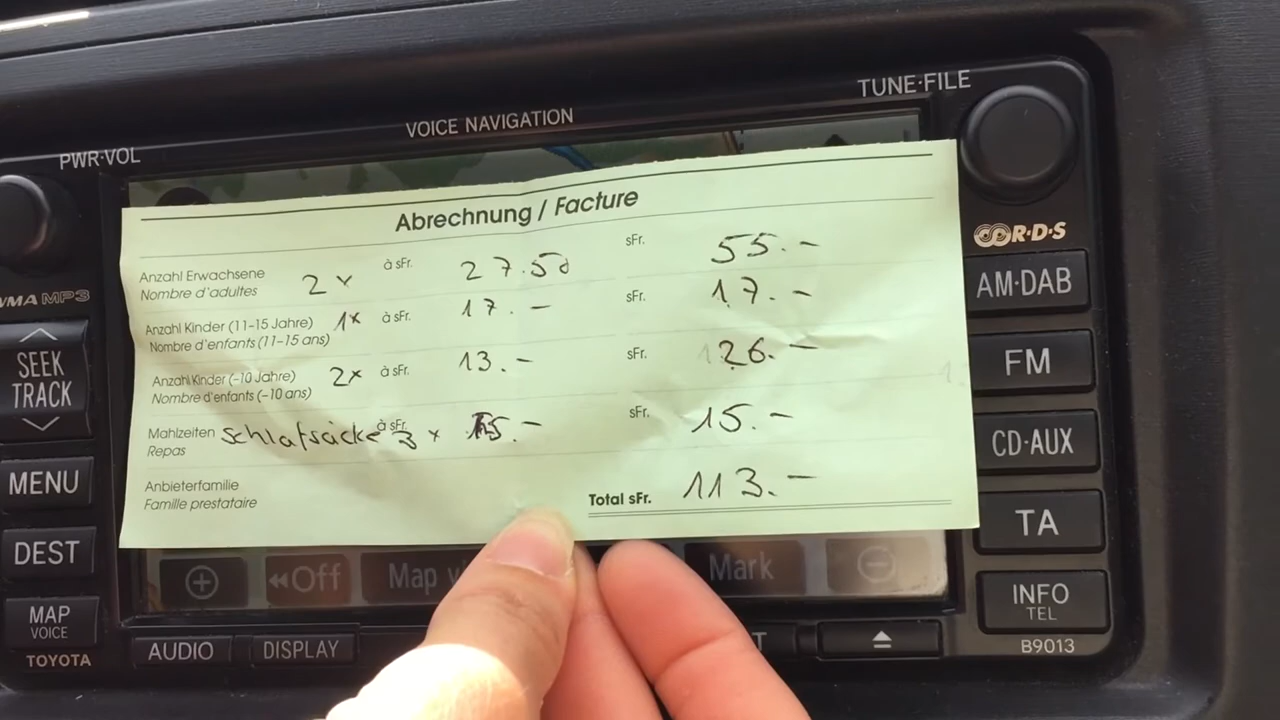 TUNE·FILE
VOICE NAVIGATION
PWR·VOL
Abrechnung / Facture
Anzahl Erwachsene 2 x à sFr. 27.50 sFr. 55.–
Nombre d'adultes
Anzahl Kinder (11–15 Jahre) 1x à sFr. 17.– sFr. 17.–
Nombre d'enfants (11–15 ans)
Anzahl Kinder (–10 Jahre) 2x à sFr. 13.– sFr. 26.–
Nombre d'enfants (–10 ans)
Mahlzeiten Schlafsäcke à sFr. 3 x 5.– sFr. 15.–
Repas
Anbieterfamilie
Famille prestataire
Total sFr. 113.–
R·D·S
WMA MP3
AM·DAB
SEEK
TRACK
FM
CD·AUX
MENU
TA
DEST
Off Map Mark
INFO
TEL
MAP
VOICE
AUDIO DISPLAY
TOYOTA
B9013